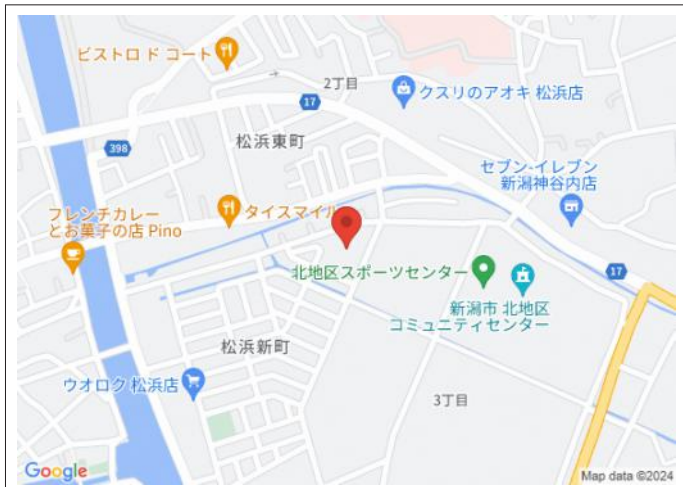 ビストロ ド コート
2丁目
クスリのアオキ 松浜店
17
398
松浜東町
セブン-イレブン
新潟神谷内店
フレンチカレー
とお菓子の店 Pino
タイスマイル
北地区スポーツセンター
17
新潟市 北地区
コミュニティセンター
松浜新町
ウオロク 松浜店
3丁目
Google
Map data ©2024